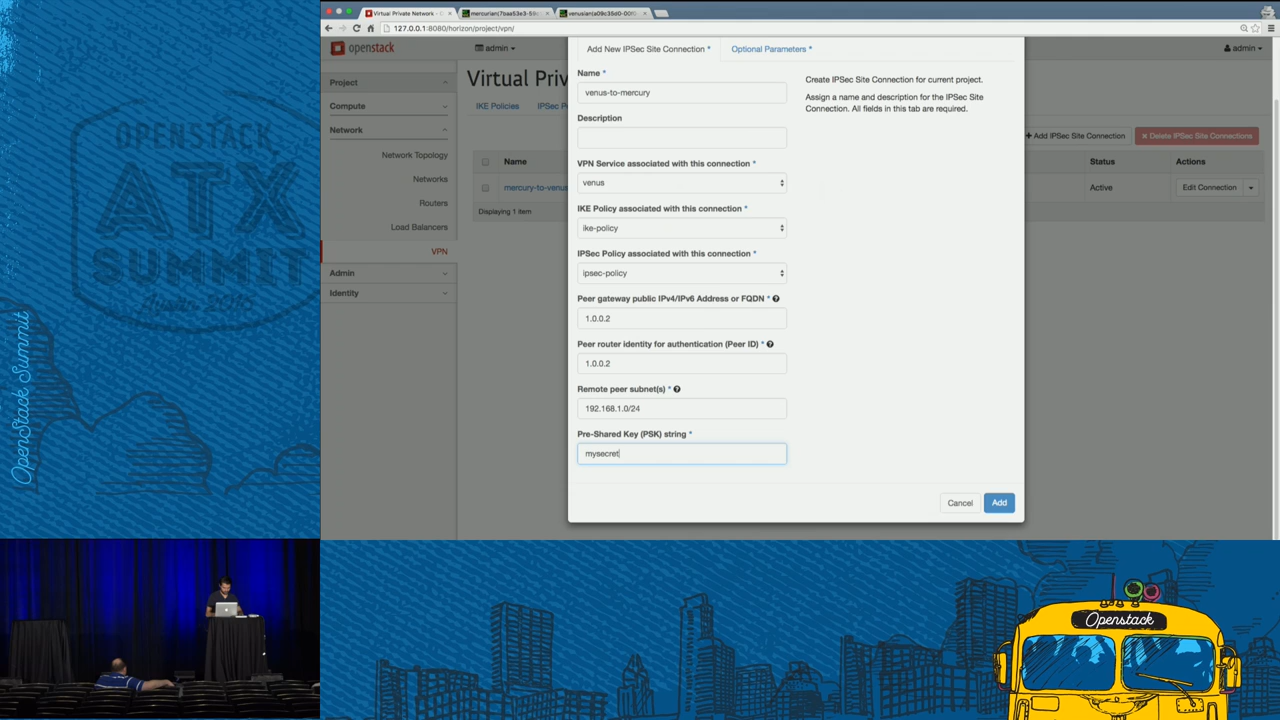 Virtual Private Network -
127.0.0.1:8080/horizon/project/vpn/
openstack
admin
admin
Project
Compute
Network
Network Topology
Networks
Routers
Load Balancers
VPN
Admin
Identity
Virtual Priv
IKE Policies
IPSec Po
Add IPSec Site Connection
Delete IPSec Site Connections
Name
Status
Actions
mercury-to-venus
Active
Edit Connection
Displaying 1 item
Add New IPSec Site Connection *
Optional Parameters *
Name *
venus-to-mercury
Description
VPN Service associated with this connection *
venus
IKE Policy associated with this connection *
ike-policy
IPSec Policy associated with this connection *
ipsec-policy
Peer gateway public IPv4/IPv6 Address or FQDN *
1.0.0.2
Peer router identity for authentication (Peer ID) *
1.0.0.2
Remote peer subnet(s) *
192.168.1.0/24
Pre-Shared Key (PSK) string *
mysecret
Create IPSec Site Connection for current project.
Assign a name and description for the IPSec Site
Connection. All fields in this tab are required.
Cancel
Add
OPENSTACK
ATX
SUMMIT
Austin
OpenStack Summit
Openstack